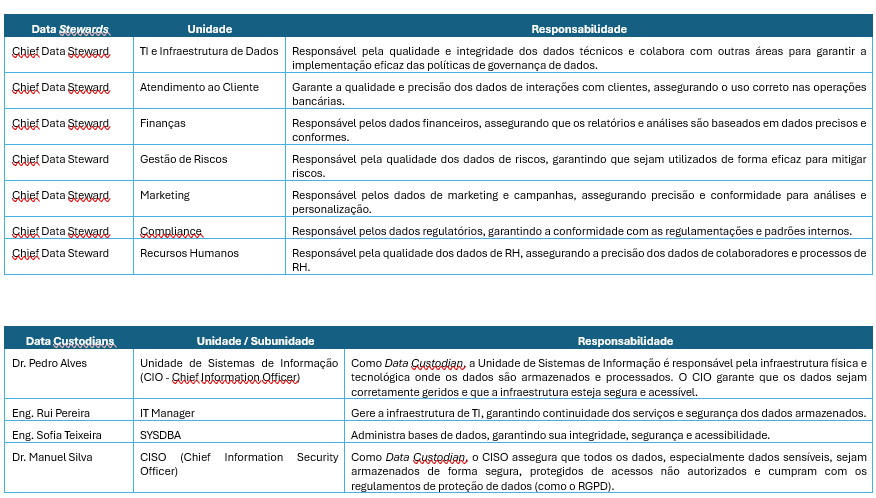 Data Stewards Unidade Responsabilidade
Chief Data Steward TI e Infraestrutura de Dados Responsável pela qualidade e integridade dos dados técnicos e colabora com outras áreas para garantir a
implementação eficaz das políticas de governança de dados.
Chief Data Steward Atendimento ao Cliente Garante a qualidade e precisão dos dados de interações com clientes, assegurando o uso correto nas operações
bancárias.
Chief Data Steward Finanças Responsável pelos dados financeiros, assegurando que os relatórios e análises são baseados em dados precisos e
conformes.
Chief Data Steward Gestão de Riscos Responsável pela qualidade dos dados de riscos, garantindo que sejam utilizados de forma eficaz para mitigar
riscos.
Chief Data Steward Marketing Responsável pelos dados de marketing e campanhas, assegurando precisão e conformidade para análises e
personalização.
Chief Data Steward Compliance Responsável pelos dados regulatórios, garantindo a conformidade com as regulamentações e padrões internos.
Chief Data Steward Recursos Humanos Responsável pela qualidade dos dados de RH, assegurando a precisão dos dados de colaboradores e processos de
RH.
Data Custodians Unidade / Subunidade Responsabilidade
Dr. Pedro Alves Unidade de Sistemas de Informação Como Data Custodian, a Unidade de Sistemas de Informação é responsável pela infraestrutura física e
(CIO - Chief Information Officer) tecnológica onde os dados são armazenados e processados. O CIO garante que os dados sejam
corretamente geridos e que a infraestrutura esteja segura e acessível.
Eng. Rui Pereira IT Manager Gere a infraestrutura de TI, garantindo continuidade dos serviços e segurança dos dados armazenados.
Eng. Sofia Teixeira SYSDBA Administra bases de dados, garantindo sua integridade, segurança e acessibilidade.
Dr. Manuel Silva CISO (Chief Information Security Como Data Custodian, o CISO assegura que todos os dados, especialmente dados sensíveis, sejam
Officer) armazenados de forma segura, protegidos de acessos não autorizados e cumpram com os
regulamentos de proteção de dados (como o RGPD).